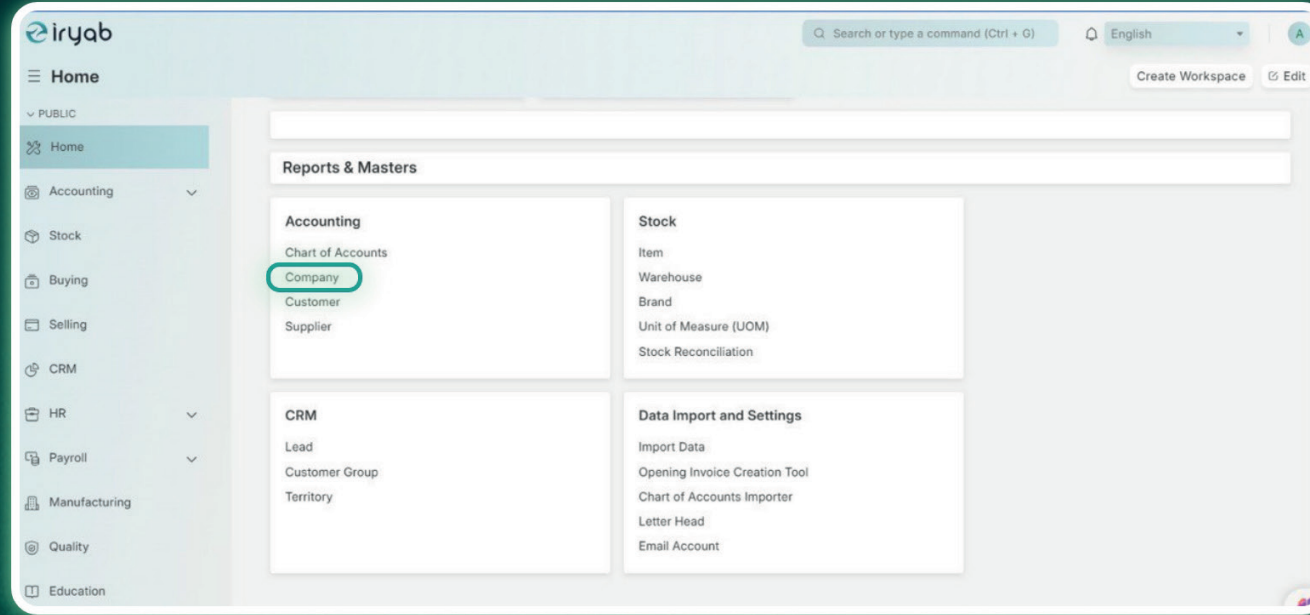 eiryab
Search or type a command (Ctrl + G)
English
A
Home
Create Workspace
Edit
PUBLIC
Home
Accounting
Stock
Buying
Selling
CRM
HR
Payroll
Manufacturing
Quality
Education
Reports & Masters
Accounting
Chart of Accounts
Company
Customer
Supplier
Stock
Item
Warehouse
Brand
Unit of Measure (UOM)
Stock Reconciliation
CRM
Lead
Customer Group
Territory
Data Import and Settings
Import Data
Opening Invoice Creation Tool
Chart of Accounts Importer
Letter Head
Email Account